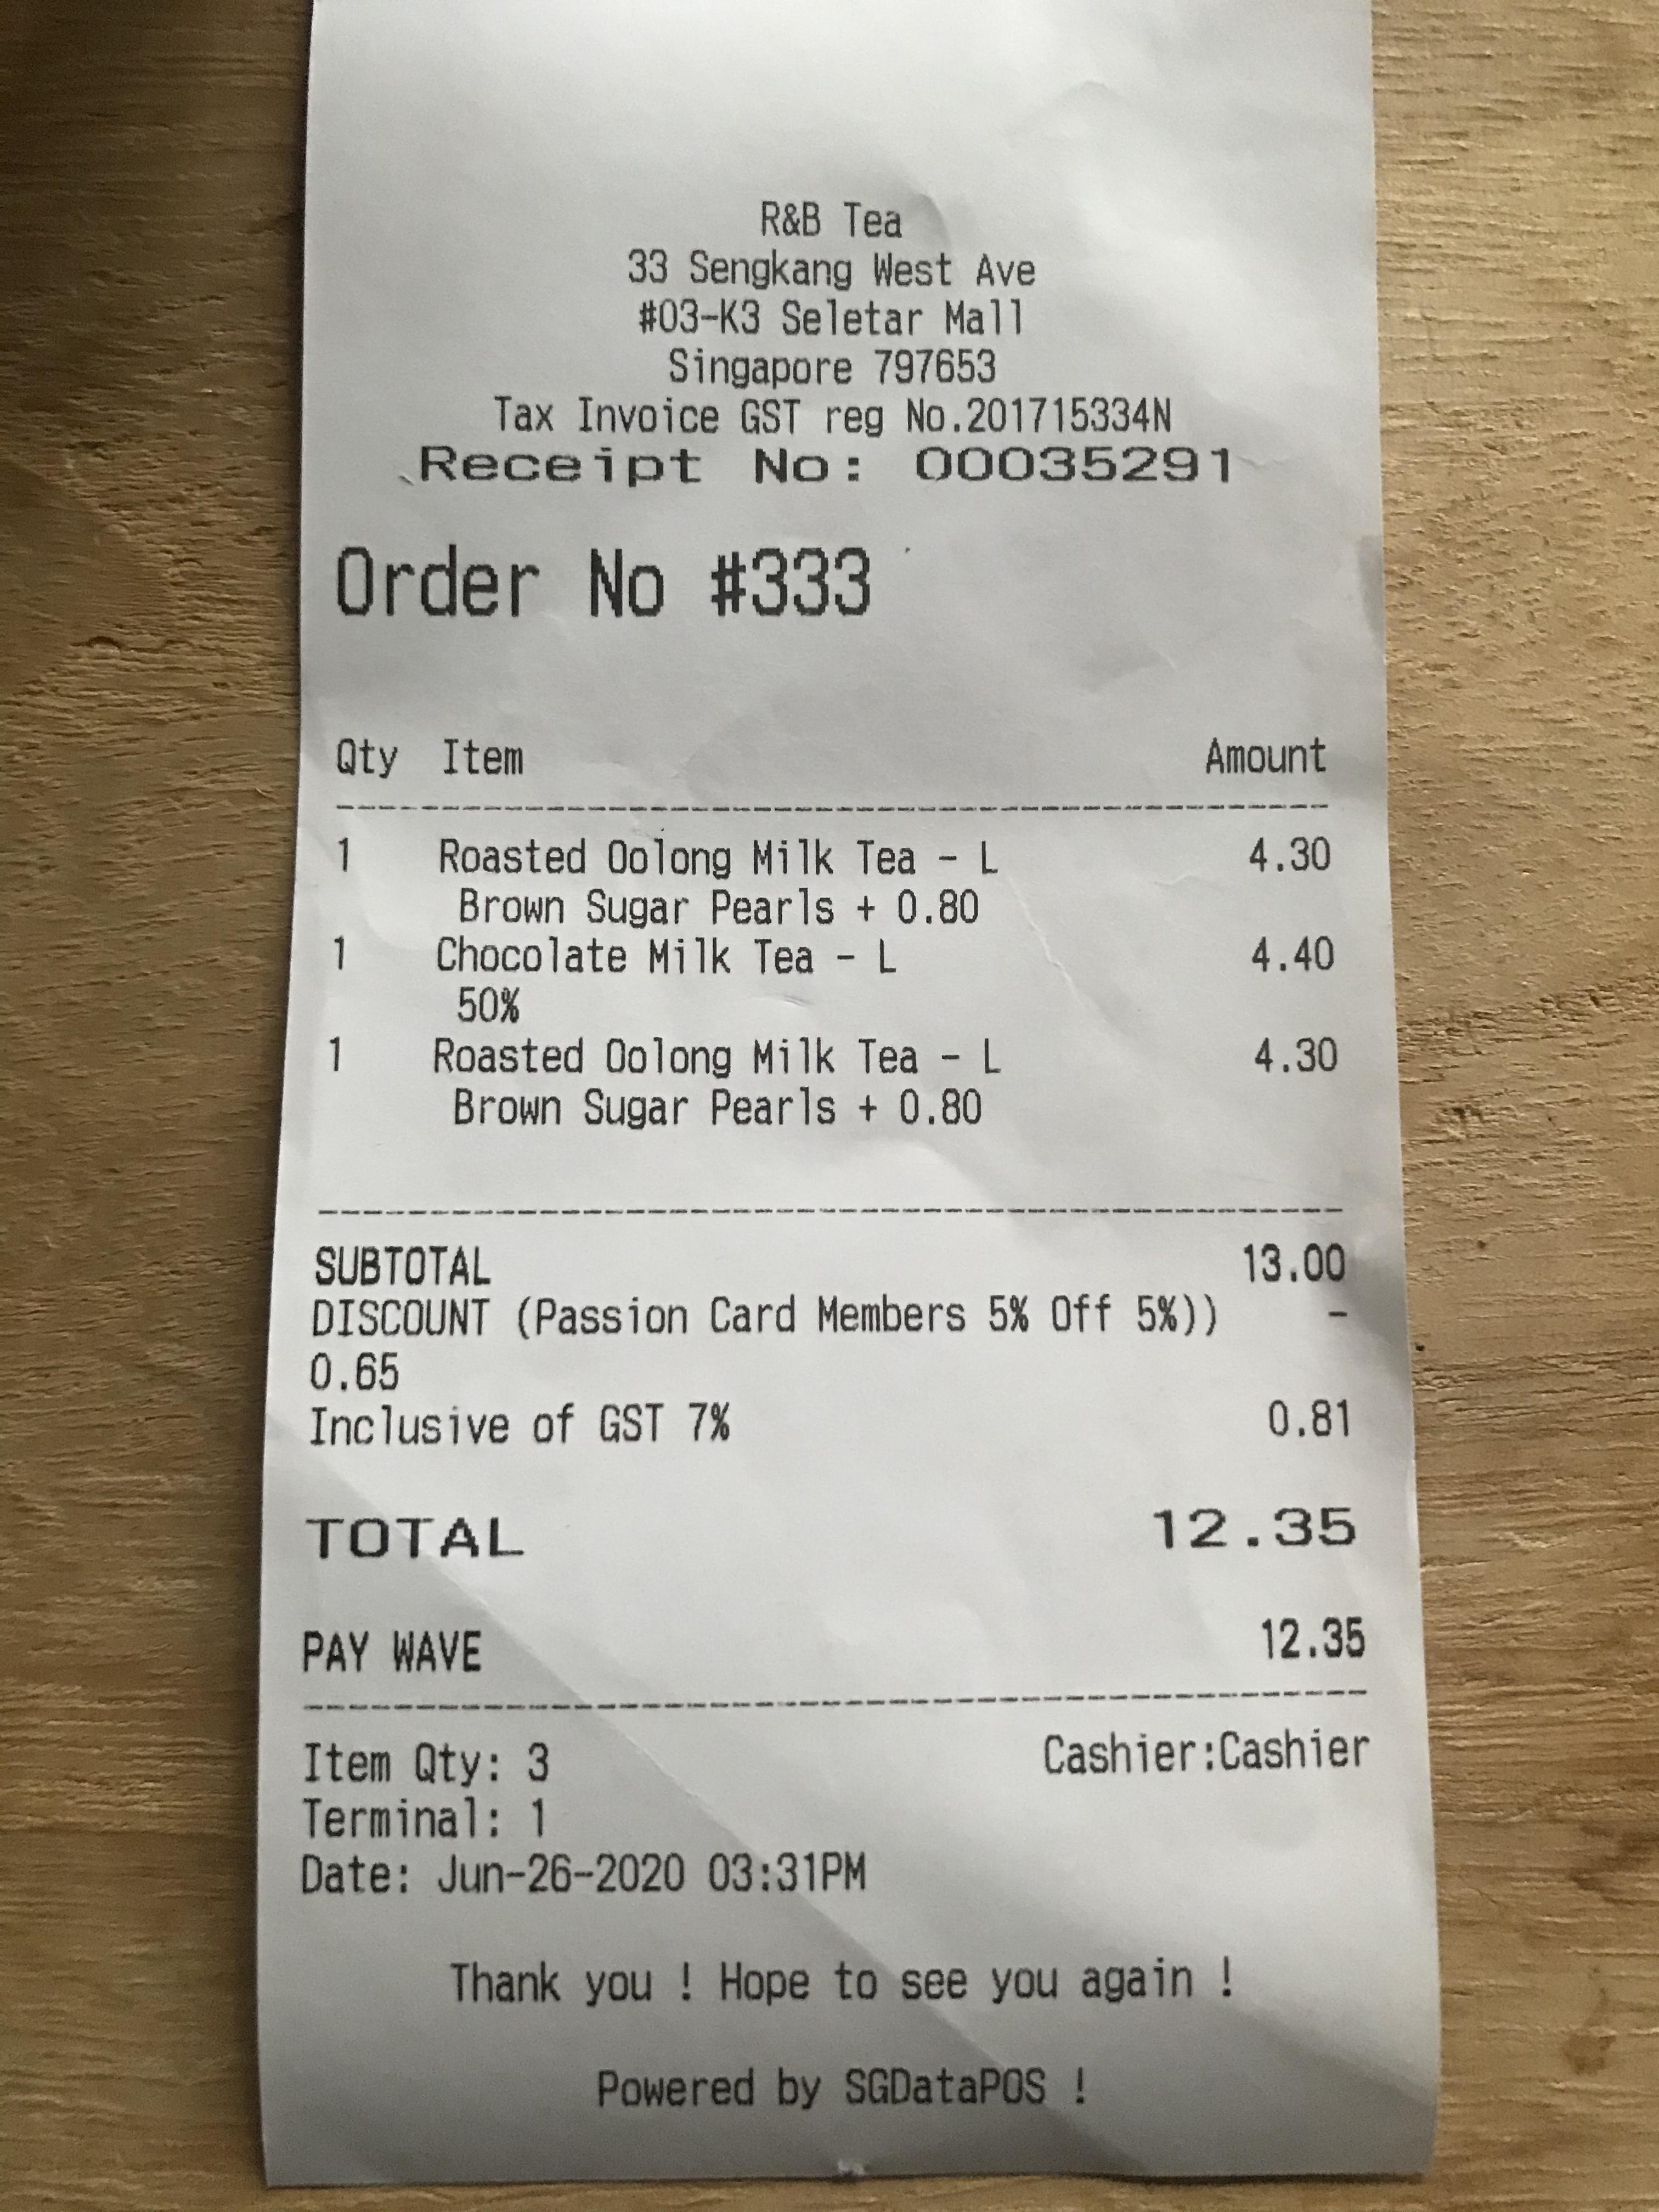 R&B Tea
33 Sengkang West Ave
#03-K3 Seletar Mall
Singapore 797653
Tax Invoice GST reg No.201715334N
Receipt No: 00035291
Order No #333
Qty Item Amount
1 Roasted Oolong Milk Tea - L 4.30
Brown Sugar Pearls + 0.80
1 Chocolate Milk Tea - L 4.40
50%
1 Roasted Oolong Milk Tea - L 4.30
Brown Sugar Pearls + 0.80
SUBTOTAL 13.00
DISCOUNT (Passion Card Members 5% Off 5%)) -
0.65
Inclusive of GST 7% 0.81
TOTAL 12.35
PAY WAVE 12.35
Item Qty: 3 Cashier:Cashier
Terminal: 1
Date: Jun-26-2020 03:31PM
Thank you ! Hope to see you again !
Powered by SGDataPOS !